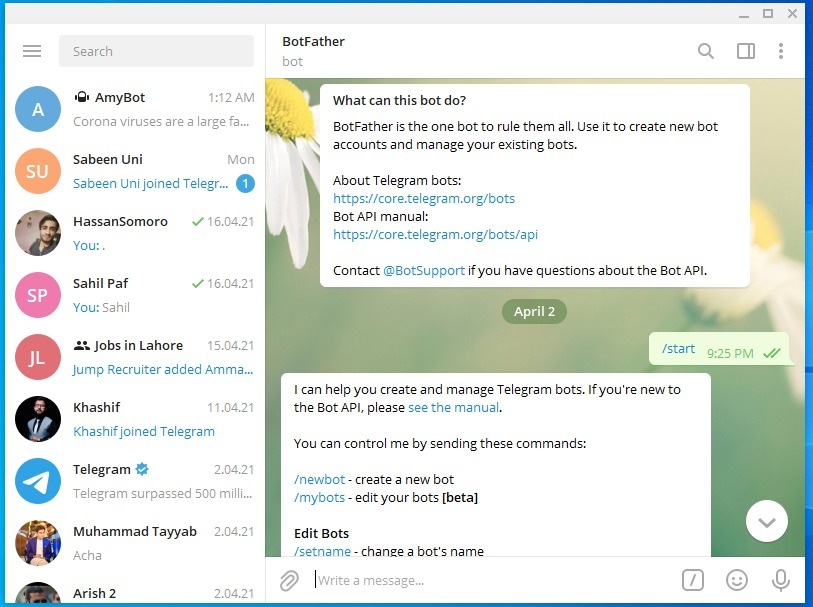 Search
A
AmyBot 1:12 AM
Corona viruses are a large fa...
SU
Sabeen Uni Mon
Sabeen Uni joined Telegr... 1
HassanSomoro 16.04.21
You: .
SP
Sahil Paf 16.04.21
You: Sahil
JL
Jobs in Lahore 15.04.21
Jump Recruiter added Amma...
Khashif 11.04.21
Khashif joined Telegram
Telegram 2.04.21
Telegram surpassed 500 milli...
Muhammad Tayyab 2.04.21
Acha
Arish 2 2.04.21
BotFather
bot
What can this bot do?
BotFather is the one bot to rule them all. Use it to create new bot
accounts and manage your existing bots.
About Telegram bots:
https://core.telegram.org/bots
Bot API manual:
https://core.telegram.org/bots/api
Contact @BotSupport if you have questions about the Bot API.
April 2
/start 9:25 PM
I can help you create and manage Telegram bots. If you're new to
the Bot API, please see the manual.
You can control me by sending these commands:
/newbot - create a new bot
/mybots - edit your bots [beta]
Edit Bots
/setname - change a bot's name
Write a message...
/